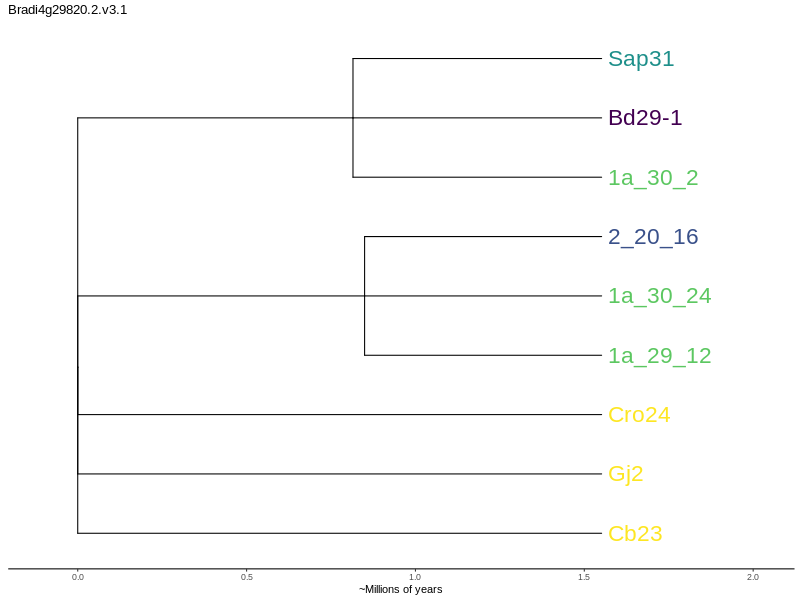 Bradi4g29820.2.v3.1
Sap31
Bd29-1
1a_30_2
2_20_16
1a_30_24
1a_29_12
Cro24
Gj2
Cb23
0.0 0.5 1.0 1.5 2.0
~Millions of years